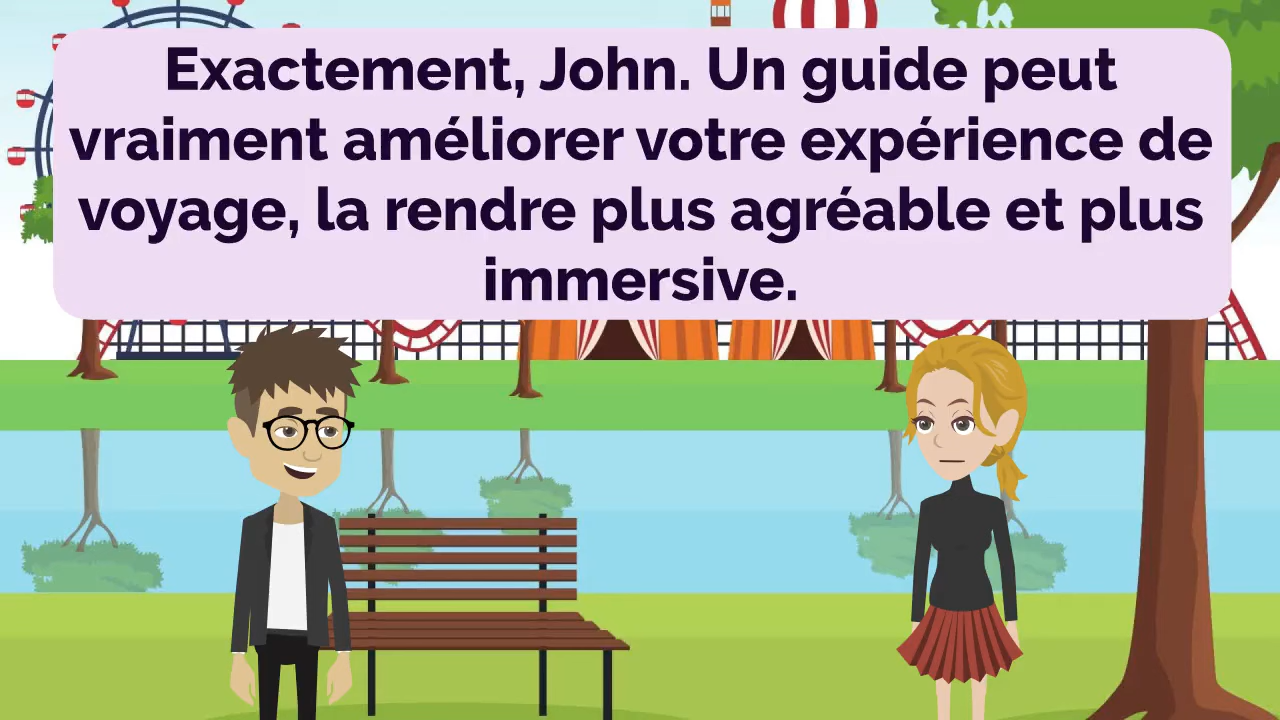 Exactement, John. Un guide peut
vraiment améliorer votre expérience de
voyage, la rendre plus agréable et plus
immersive.